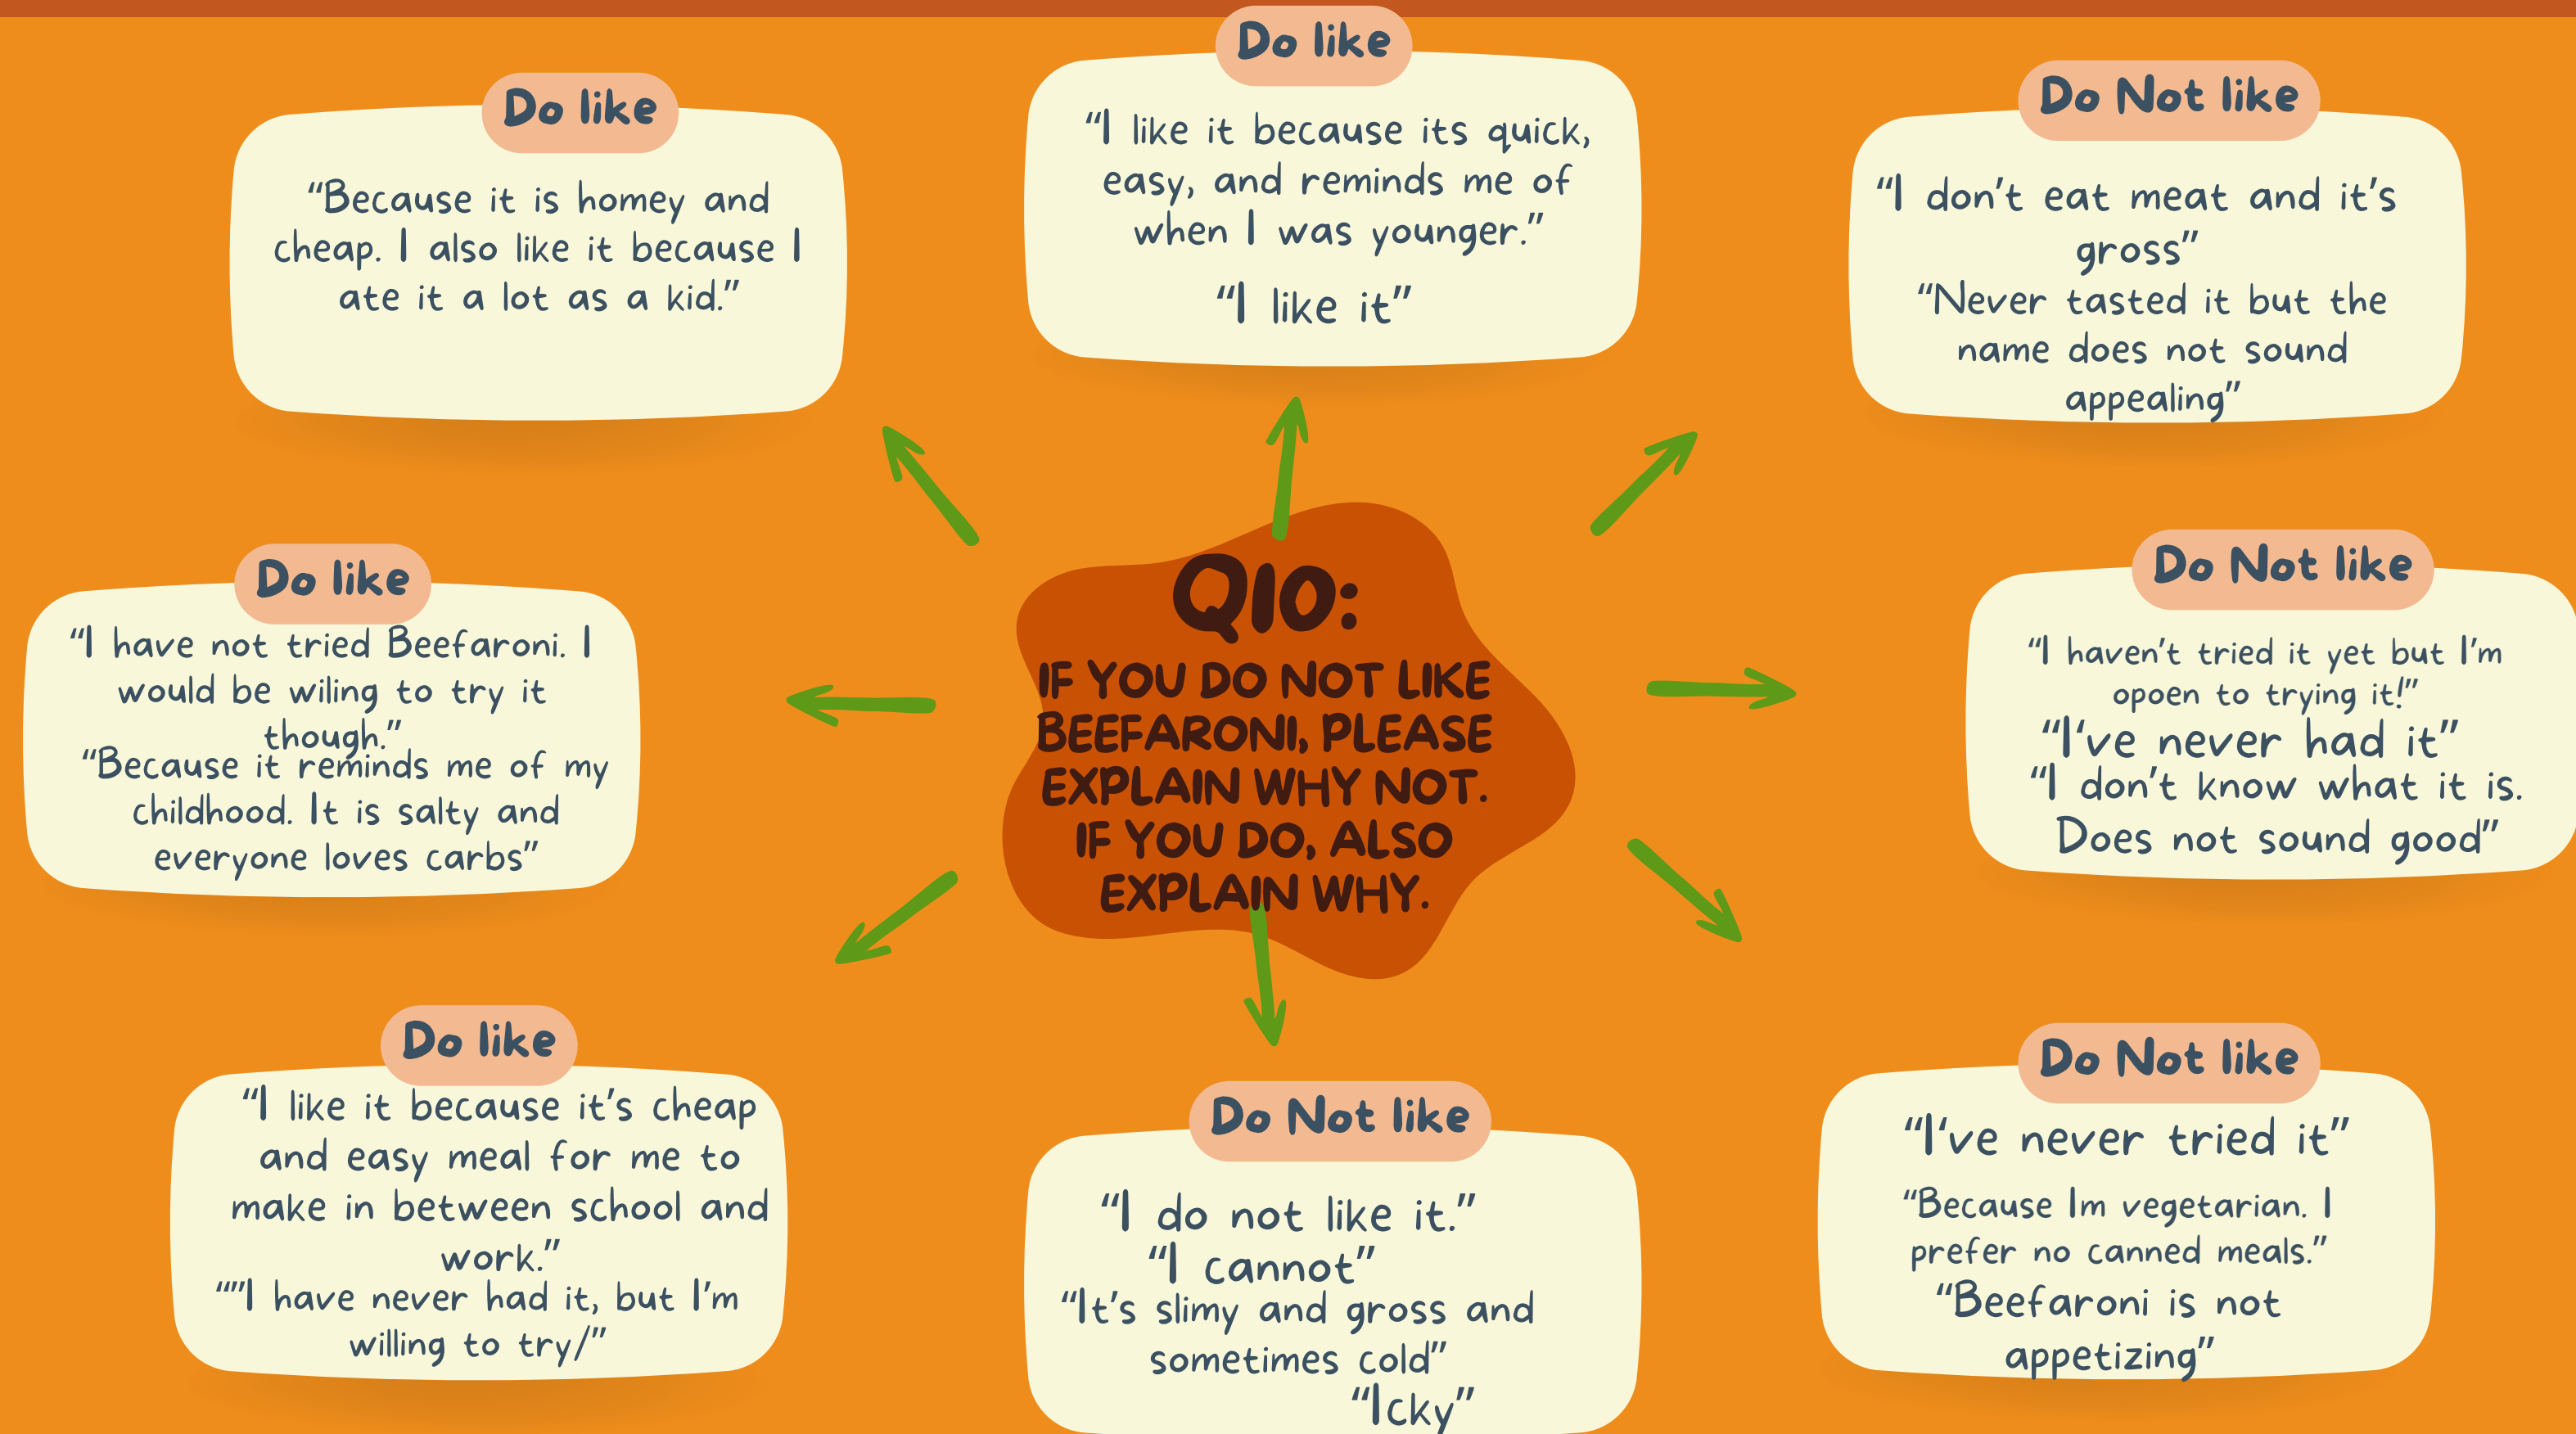 Do like
“Because it is homey and
cheap. I also like it because I
ate it a lot as a kid.”
Do like
“I like it because its quick,
easy, and reminds me of
when I was younger.”
“I like it”
Do Not like
“I don’t eat meat and it’s
gross”
“Never tasted it but the
name does not sound
appealing”
Do like
“I have not tried Beefaroni. I
would be wiling to try it
though.”
“Because it reminds me of my
childhood. It is salty and
everyone loves carbs”
Q10:
IF YOU DO NOT LIKE
BEEFARONI, PLEASE
EXPLAIN WHY NOT.
IF YOU DO, ALSO
EXPLAIN WHY.
Do Not like
“I haven’t tried it yet but I’m
opoen to trying it!”
“I‘ve never had it”
“I don’t know what it is.
Does not sound good”
Do like
“I like it because it’s cheap
and easy meal for me to
make in between school and
work.”
“”I have never had it, but I’m
willing to try/”
Do Not like
“I do not like it.”
“I cannot”
“It’s slimy and gross and
sometimes cold”
“Icky”
Do Not like
“I‘ve never tried it”
“Because Im vegetarian. I
prefer no canned meals.”
“Beefaroni is not
appetizing”